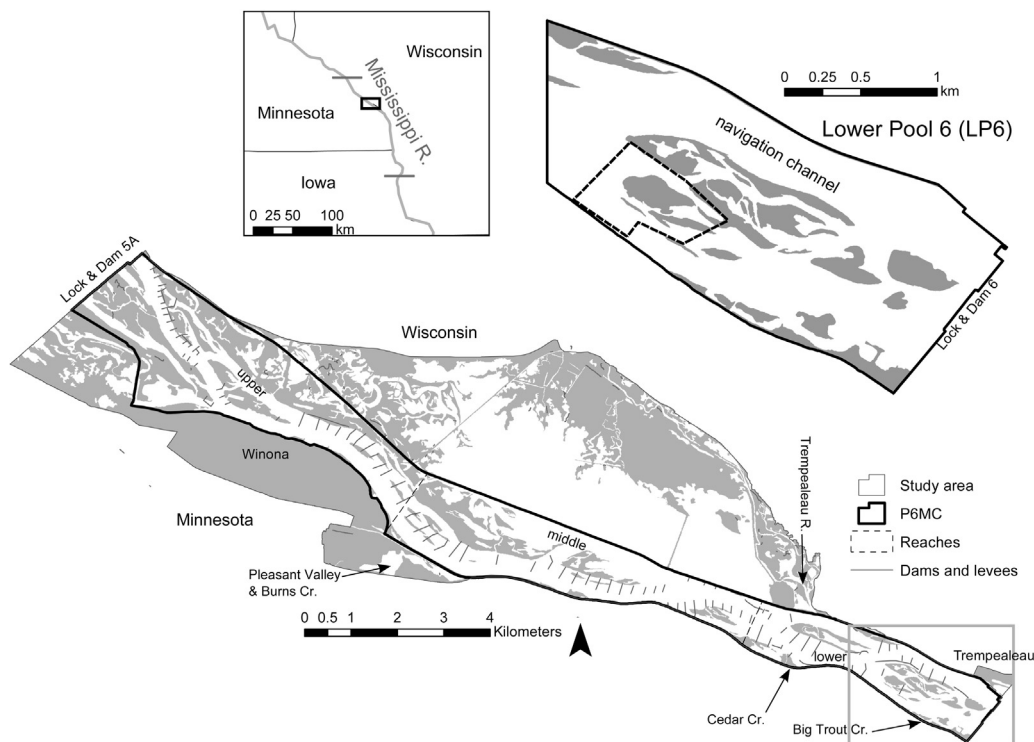 Wisconsin
Mississippi R.
Minnesota
Iowa
0 25 50 100
km
0 0.25 0.5 1
km
Lower Pool 6 (LP6)
navigation channel
Lock & Dam 6
Lock & Dam 5A
Wisconsin
upper
Winona
Minnesota
middle
Trempealeau R.
Study area
P6MC
Reaches
Dams and levees
Pleasant Valley
& Burns Cr.
0 0.5 1 2 3 4
Kilometers
lower
Trempealeau
Cedar Cr.
Big Trout Cr.